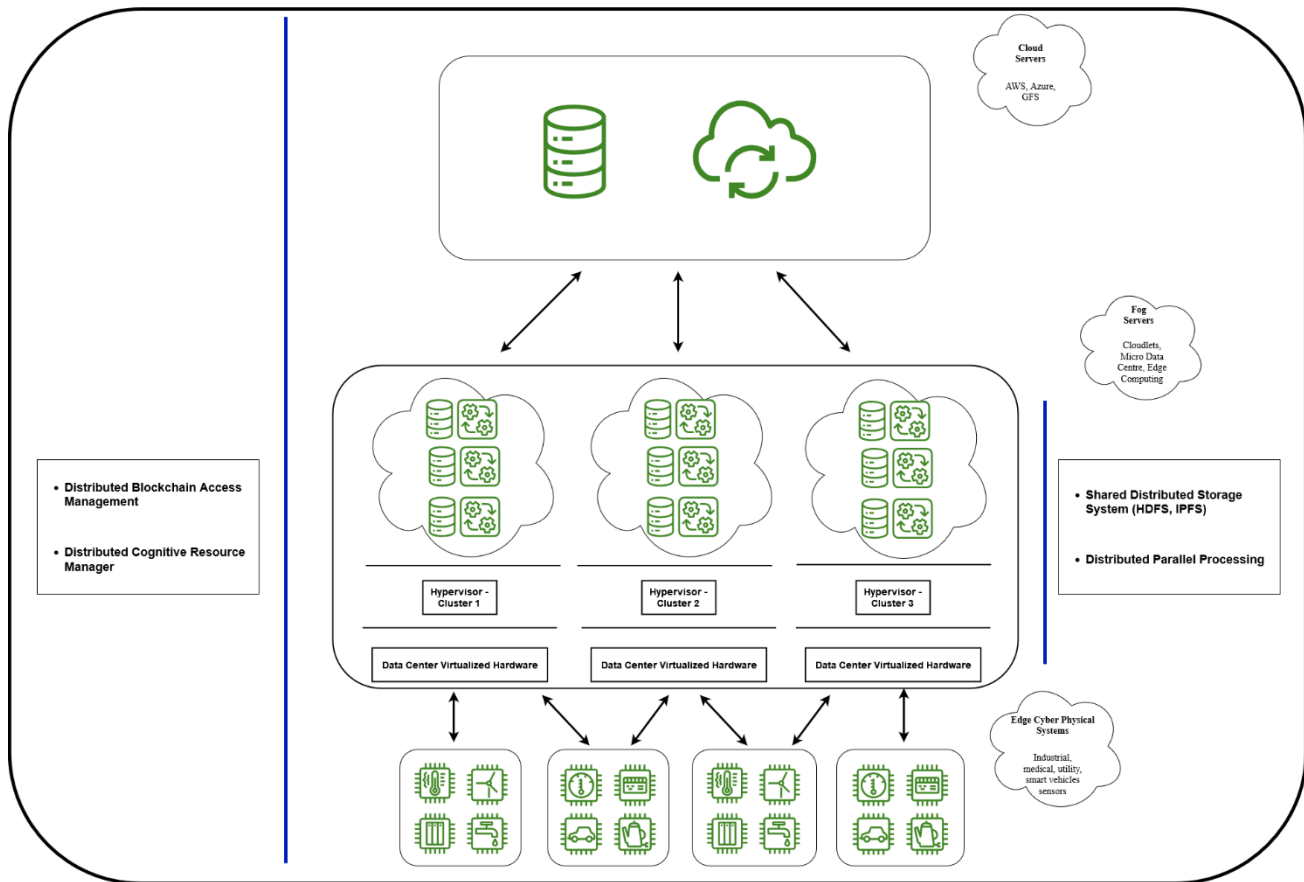 Cloud
Servers
AWS, Azure,
GFS
Fog
Servers
Cloudlets,
Micro Data
Centre, Edge
Computing
• Distributed Blockchain Access
Management
• Distributed Cognitive Resource
Manager
• Shared Distributed Storage
System (HDFS, IPFS)
• Distributed Parallel Processing
Hypervisor -
Cluster 1
Hypervisor -
Cluster 2
Hypervisor -
Cluster 3
Data Center Virtualized Hardware
Data Center Virtualized Hardware
Data Center Virtualized Hardware
Edge Cyber Physical
Systems
Industrial,
medical, utility,
smart vehicles
sensors